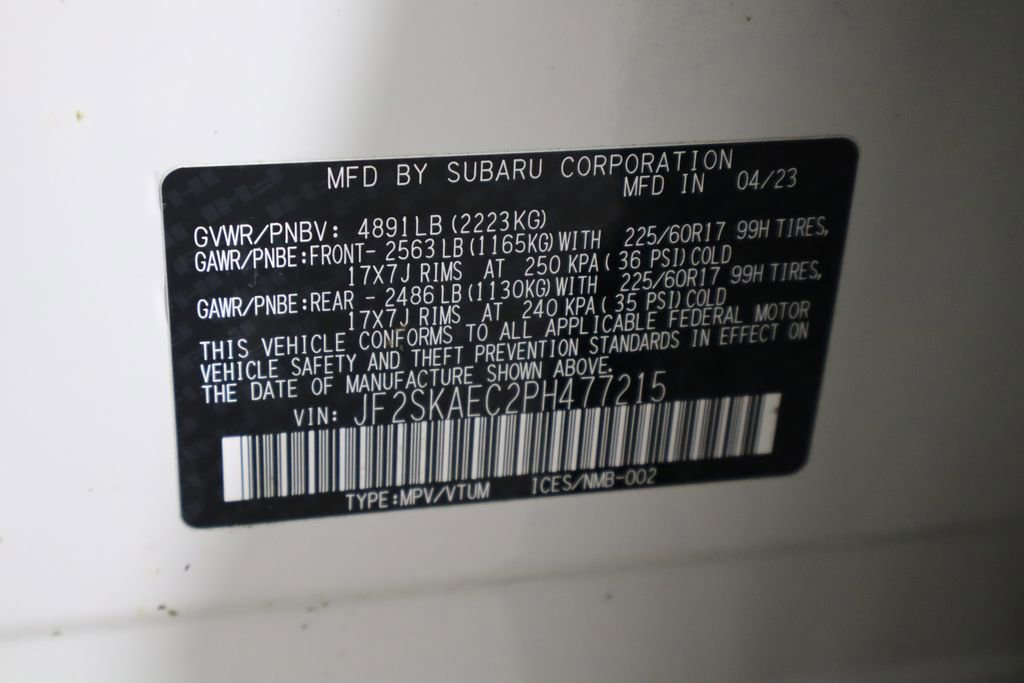 MFD BY SUBARU CORPORATION
MFD IN 04/23
GVWR/PNBV: 4891LB (2223KG)
GAWR/PNBE:FRONT- 2563LB (1165KG) WITH 225/60R17 99H TIRES,
17X7J RIMS AT 250 KPA( 36 PSI)COLD
GAWR/PNBE:REAR - 2486LB (1130KG) WITH 225/60R17 99H TIRES,
17X7J RIMS AT 240 KPA( 35 PSI)COLD
THIS VEHICLE CONFORMS TO ALL APPLICABLE FEDERAL MOTOR
VEHICLE SAFETY AND THEFT PREVENTION STANDARDS IN EFFECT ON
THE DATE OF MANUFACTURE SHOWN ABOVE.
VIN: JF2SKAEC2PH477215
TYPE:MPV/VTUM ICES/NMB-002